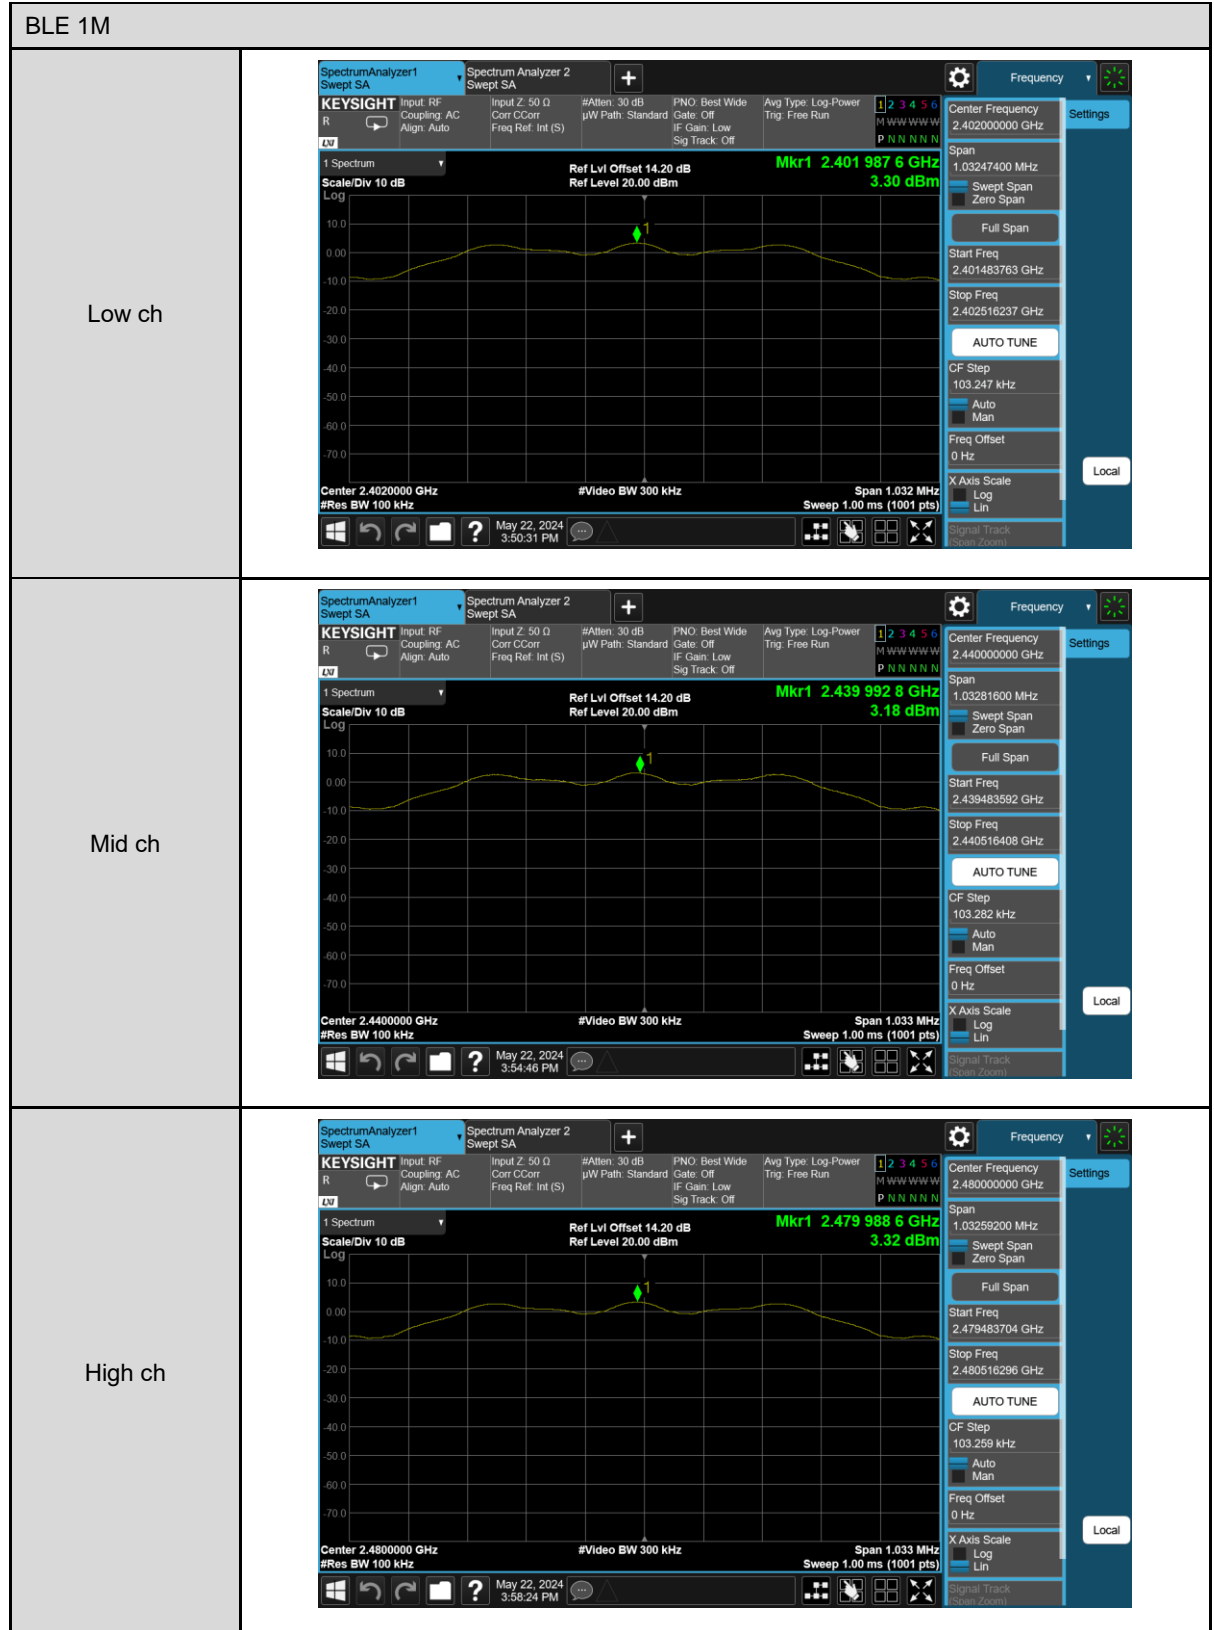 BLE 1M
Low ch
SpectrumAnalyzer1
Swept SA
Spectrum Analyzer 2
Swept SA
Frequency
KEYSIGHT
R
LXI
Input: RF
Coupling: AC
Align: Auto
Input Z: 50 Ω
Corr CCorr
Freq Ref: Int (S)
#Atten: 30 dB
µW Path: Standard
PNO: Best Wide
Gate: Off
IF Gain: Low
Sig Track: Off
Avg Type: Log-Power
Trig: Free Run
1 2 3 4 5 6
M W W W W W
P N N N N N
1 Spectrum
Scale/Div 10 dB
Ref Lvl Offset 14.20 dB
Ref Level 20.00 dBm
Mkr1 2.401 987 6 GHz
3.30 dBm
Log
1
10.0
0.00
-10.0
-20.0
-30.0
-40.0
-50.0
-60.0
-70.0
Center 2.4020000 GHz
#Res BW 100 kHz
#Video BW 300 kHz
Span 1.032 MHz
Sweep 1.00 ms (1001 pts)
May 22, 2024
3:50:31 PM
Center Frequency
2.402000000 GHz
Span
1.03247400 MHz
Swept Span
Zero Span
Full Span
Start Freq
2.401483763 GHz
Stop Freq
2.402516237 GHz
AUTO TUNE
CF Step
103.247 kHz
Auto
Man
Freq Offset
0 Hz
X Axis Scale
Log
Lin
Signal Track
(Span Zoom)
Settings
Local
Mid ch
SpectrumAnalyzer1
Swept SA
Spectrum Analyzer 2
Swept SA
Frequency
KEYSIGHT
R
LXI
Input: RF
Coupling: AC
Align: Auto
Input Z: 50 Ω
Corr CCorr
Freq Ref: Int (S)
#Atten: 30 dB
µW Path: Standard
PNO: Best Wide
Gate: Off
IF Gain: Low
Sig Track: Off
Avg Type: Log-Power
Trig: Free Run
1 2 3 4 5 6
M W W W W W
P N N N N N
1 Spectrum
Scale/Div 10 dB
Ref Lvl Offset 14.20 dB
Ref Level 20.00 dBm
Mkr1 2.439 992 8 GHz
3.18 dBm
Log
1
10.0
0.00
-10.0
-20.0
-30.0
-40.0
-50.0
-60.0
-70.0
Center 2.4400000 GHz
#Res BW 100 kHz
#Video BW 300 kHz
Span 1.033 MHz
Sweep 1.00 ms (1001 pts)
May 22, 2024
3:54:46 PM
Center Frequency
2.440000000 GHz
Span
1.03281600 MHz
Swept Span
Zero Span
Full Span
Start Freq
2.439483592 GHz
Stop Freq
2.440516408 GHz
AUTO TUNE
CF Step
103.282 kHz
Auto
Man
Freq Offset
0 Hz
X Axis Scale
Log
Lin
Signal Track
(Span Zoom)
Settings
Local
High ch
SpectrumAnalyzer1
Swept SA
Spectrum Analyzer 2
Swept SA
Frequency
KEYSIGHT
R
LXI
Input: RF
Coupling: AC
Align: Auto
Input Z: 50 Ω
Corr CCorr
Freq Ref: Int (S)
#Atten: 30 dB
µW Path: Standard
PNO: Best Wide
Gate: Off
IF Gain: Low
Sig Track: Off
Avg Type: Log-Power
Trig: Free Run
1 2 3 4 5 6
M W W W W W
P N N N N N
1 Spectrum
Scale/Div 10 dB
Ref Lvl Offset 14.20 dB
Ref Level 20.00 dBm
Mkr1 2.479 988 6 GHz
3.32 dBm
Log
1
10.0
0.00
-10.0
-20.0
-30.0
-40.0
-50.0
-60.0
-70.0
Center 2.4800000 GHz
#Res BW 100 kHz
#Video BW 300 kHz
Span 1.033 MHz
Sweep 1.00 ms (1001 pts)
May 22, 2024
3:58:24 PM
Center Frequency
2.480000000 GHz
Span
1.03259200 MHz
Swept Span
Zero Span
Full Span
Start Freq
2.479483704 GHz
Stop Freq
2.480516296 GHz
AUTO TUNE
CF Step
103.259 kHz
Auto
Man
Freq Offset
0 Hz
X Axis Scale
Log
Lin
Signal Track
(Span Zoom)
Settings
Local